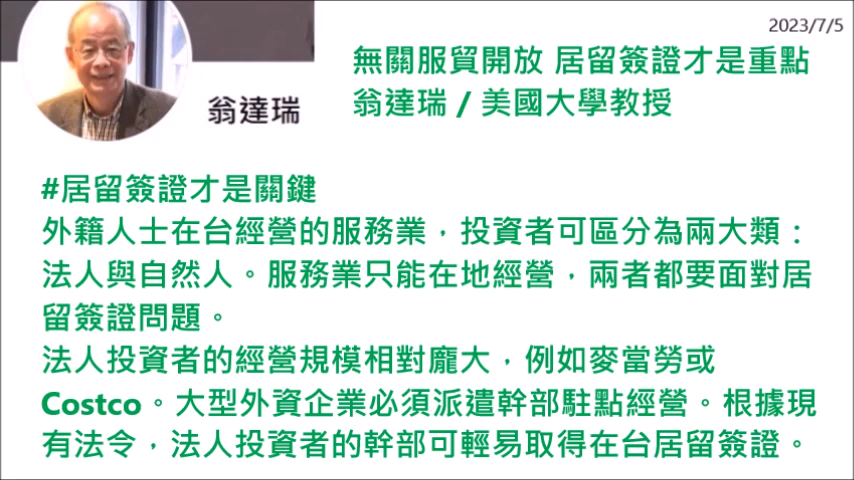 2023/7/5
無關服貿開放 居留簽證才是重點
翁達瑞 / 美國大學教授
翁達瑞
#居留簽證才是關鍵
外籍人士在台經營的服務業，投資者可區分為兩大類：
法人與自然人。服務業只能在地經營，兩者都要面對居
留簽證問題。
法人投資者的經營規模相對龐大，例如麥當勞或
Costco。大型外資企業必須派遣幹部駐點經營。根據現
有法令，法人投資者的幹部可輕易取得在台居留簽證。